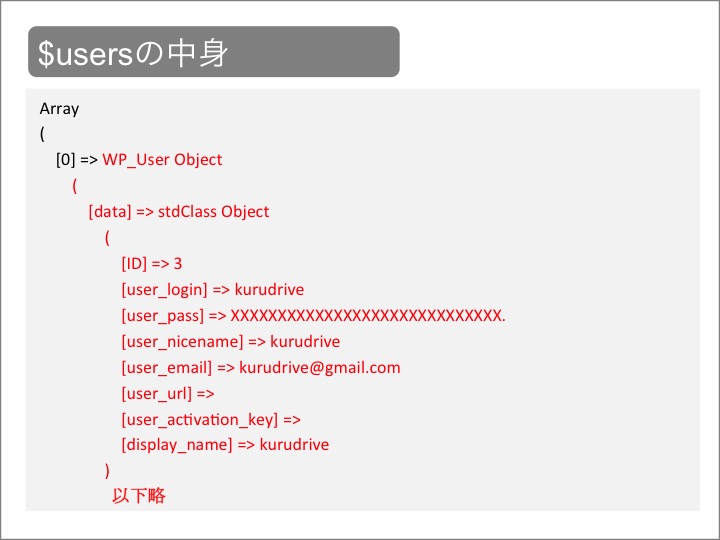 $usersの中身
Array
(
[0] => WP_User Object
(
[data] => stdClass Object
(
[ID] => 3
[user_login] => kurudrive
[user_pass] => XXXXXXXXXXXXXXXXXXXXXXXXXXXXX.
[user_nicename] => kurudrive
[user_email] => kurudrive@gmail.com
[user_url] =>
[user_activation_key] =>
[display_name] => kurudrive
)
以下略